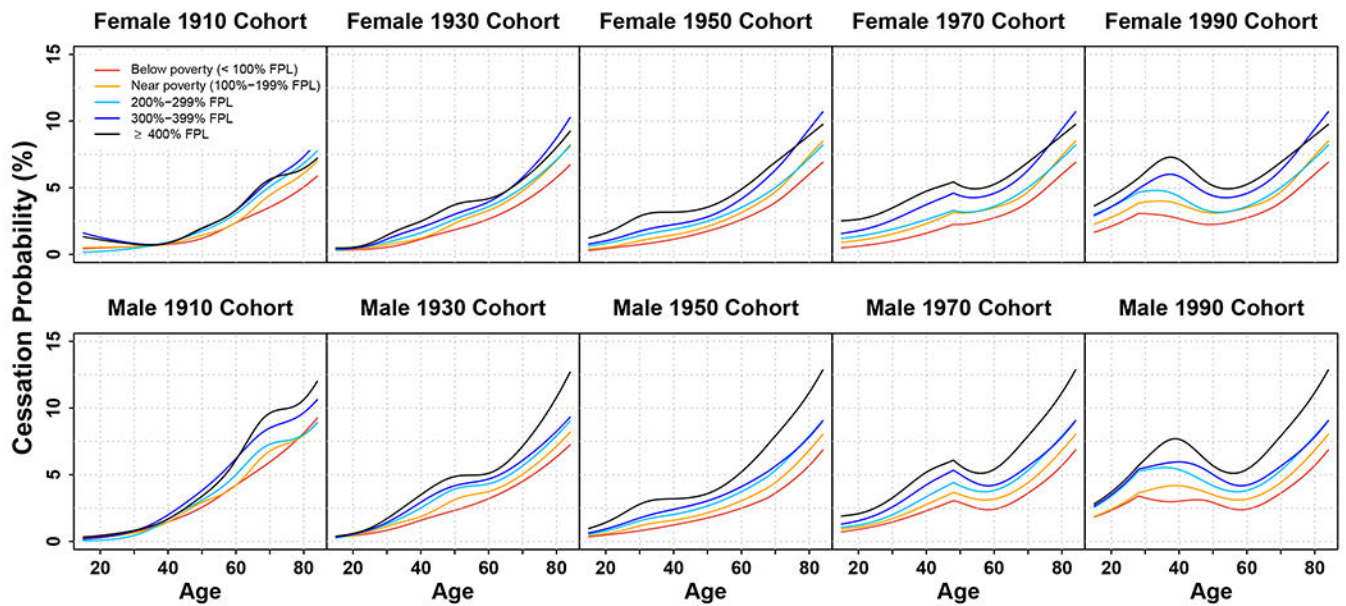 Female 1910 Cohort Female 1930 Cohort Female 1950 Cohort Female 1970 Cohort Female 1990 Cohort
Cessation Probability (%)
15
10
5
0
Below poverty (< 100% FPL)
Near poverty (100%−199% FPL)
200%−299% FPL
300%−399% FPL
≥ 400% FPL
Male 1910 Cohort Male 1930 Cohort Male 1950 Cohort Male 1970 Cohort Male 1990 Cohort
15
10
5
0
20 40 60 80 20 40 60 80 20 40 60 80 20 40 60 80 20 40 60 80
Age Age Age Age Age